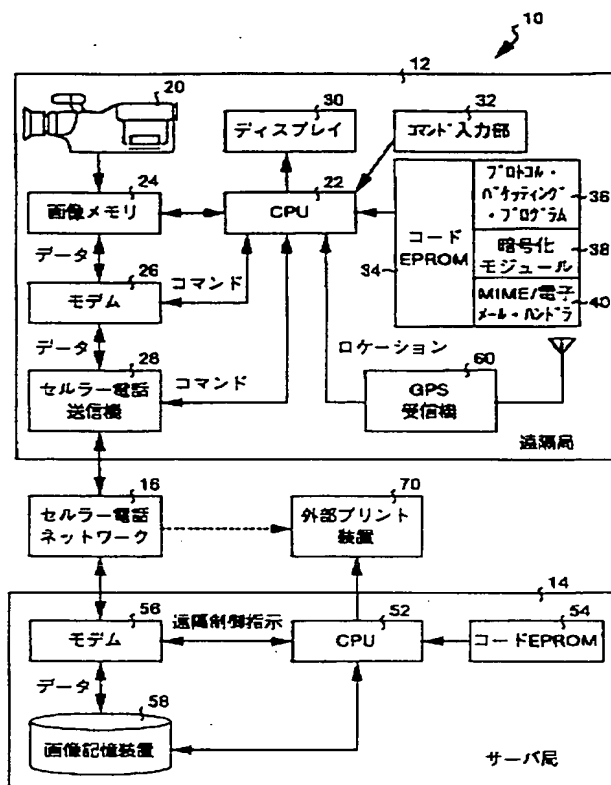 10
12
20
30
ディスプレイ
32
コマンド入力部
24
画像メモリ
22
CPU
34
コード
EPROM
プロトコル・
パケッティング
・プログラム
36
暗号化
モジュール
38
MIME/電子
メール・ハンドラ
40
データ
26
モデム
コマンド
データ
28
セルラー電話
送信機
コマンド
ロケーション
60
GPS
受信機
遠隔局
16
セルラー電話
ネットワーク
70
外部プリント
装置
14
56
モデム
遠隔制御指示
52
CPU
54
コードEPROM
データ
58
画像記憶装置
サーバ局